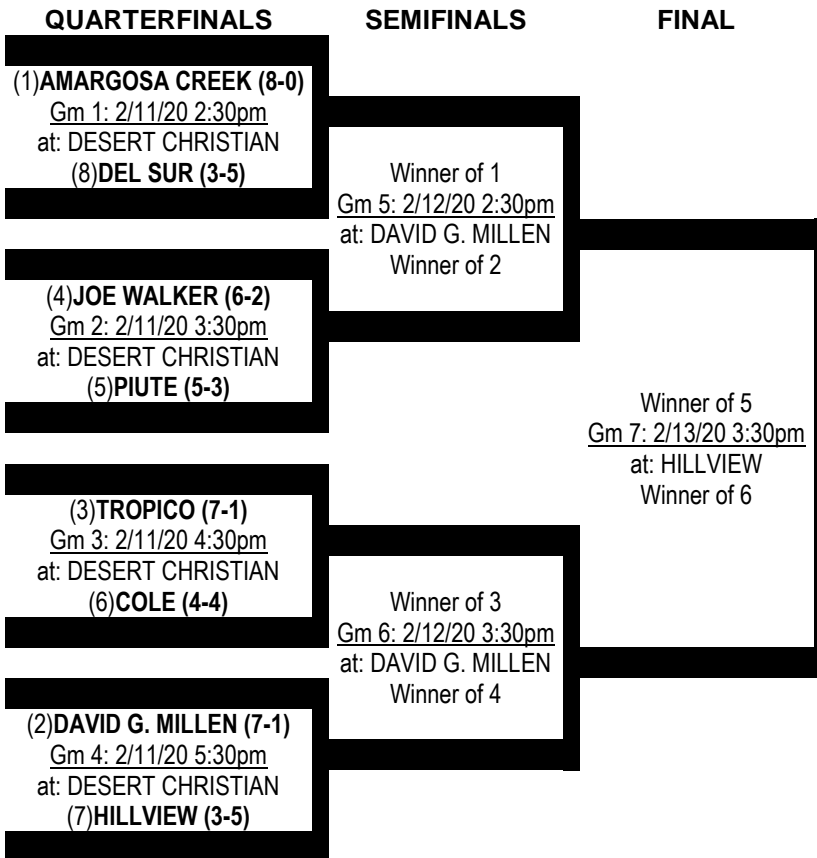 QUARTERFINALS SEMIFINALS FINAL
(1)AMARGOSA CREEK (8-0)
Gm 1: 2/11/20 2:30pm
at: DESERT CHRISTIAN
(8)DEL SUR (3-5)
(4)JOE WALKER (6-2)
Gm 2: 2/11/20 3:30pm
at: DESERT CHRISTIAN
(5)PIUTE (5-3)
(3)TROPICO (7-1)
Gm 3: 2/11/20 4:30pm
at: DESERT CHRISTIAN
(6)COLE (4-4)
(2)DAVID G. MILLEN (7-1)
Gm 4: 2/11/20 5:30pm
at: DESERT CHRISTIAN
(7)HILLVIEW (3-5)
Winner of 1
Gm 5: 2/12/20 2:30pm
at: DAVID G. MILLEN
Winner of 2
Winner of 3
Gm 6: 2/12/20 3:30pm
at: DAVID G. MILLEN
Winner of 4
Winner of 5
Gm 7: 2/13/20 3:30pm
at: HILLVIEW
Winner of 6